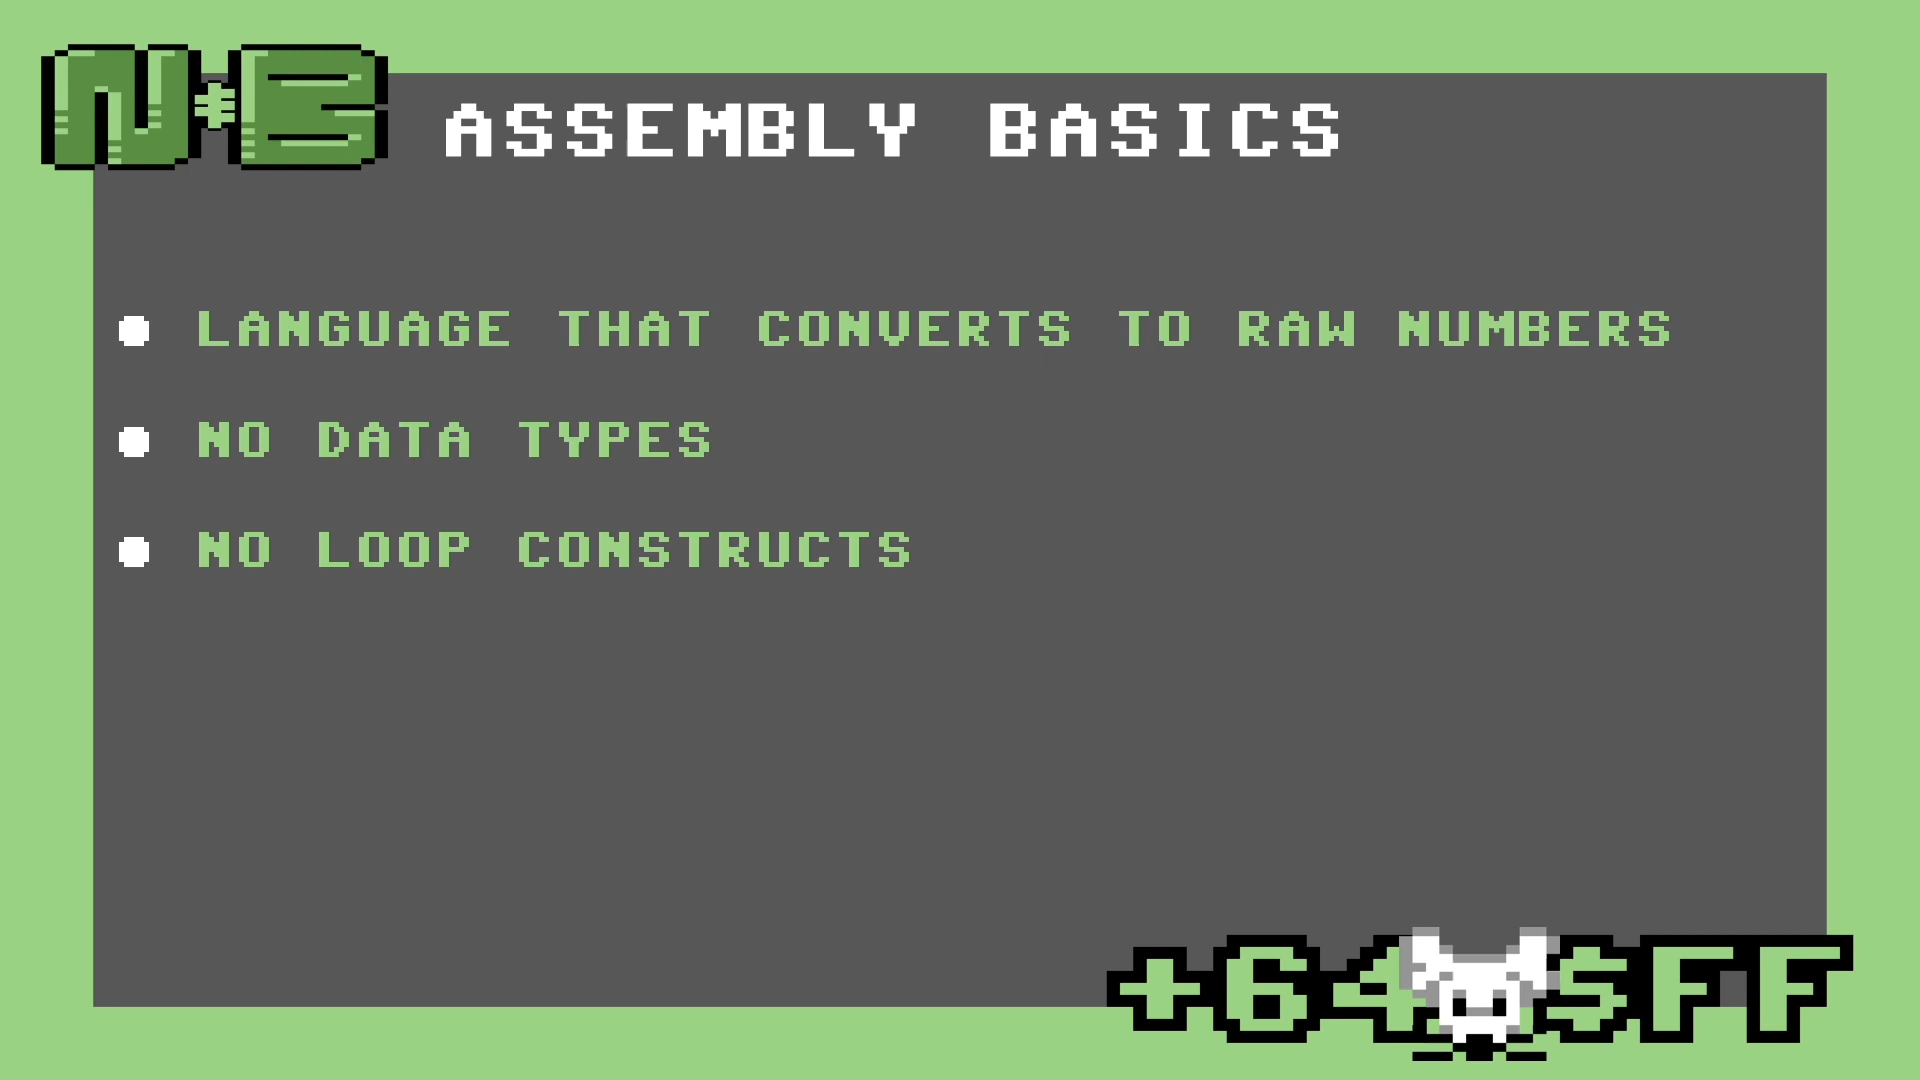 N*B
ASSEMBLY BASICS
LANGUAGE THAT CONVERTS TO RAW NUMBERS
NO DATA TYPES
NO LOOP CONSTRUCTS
+64 $FF